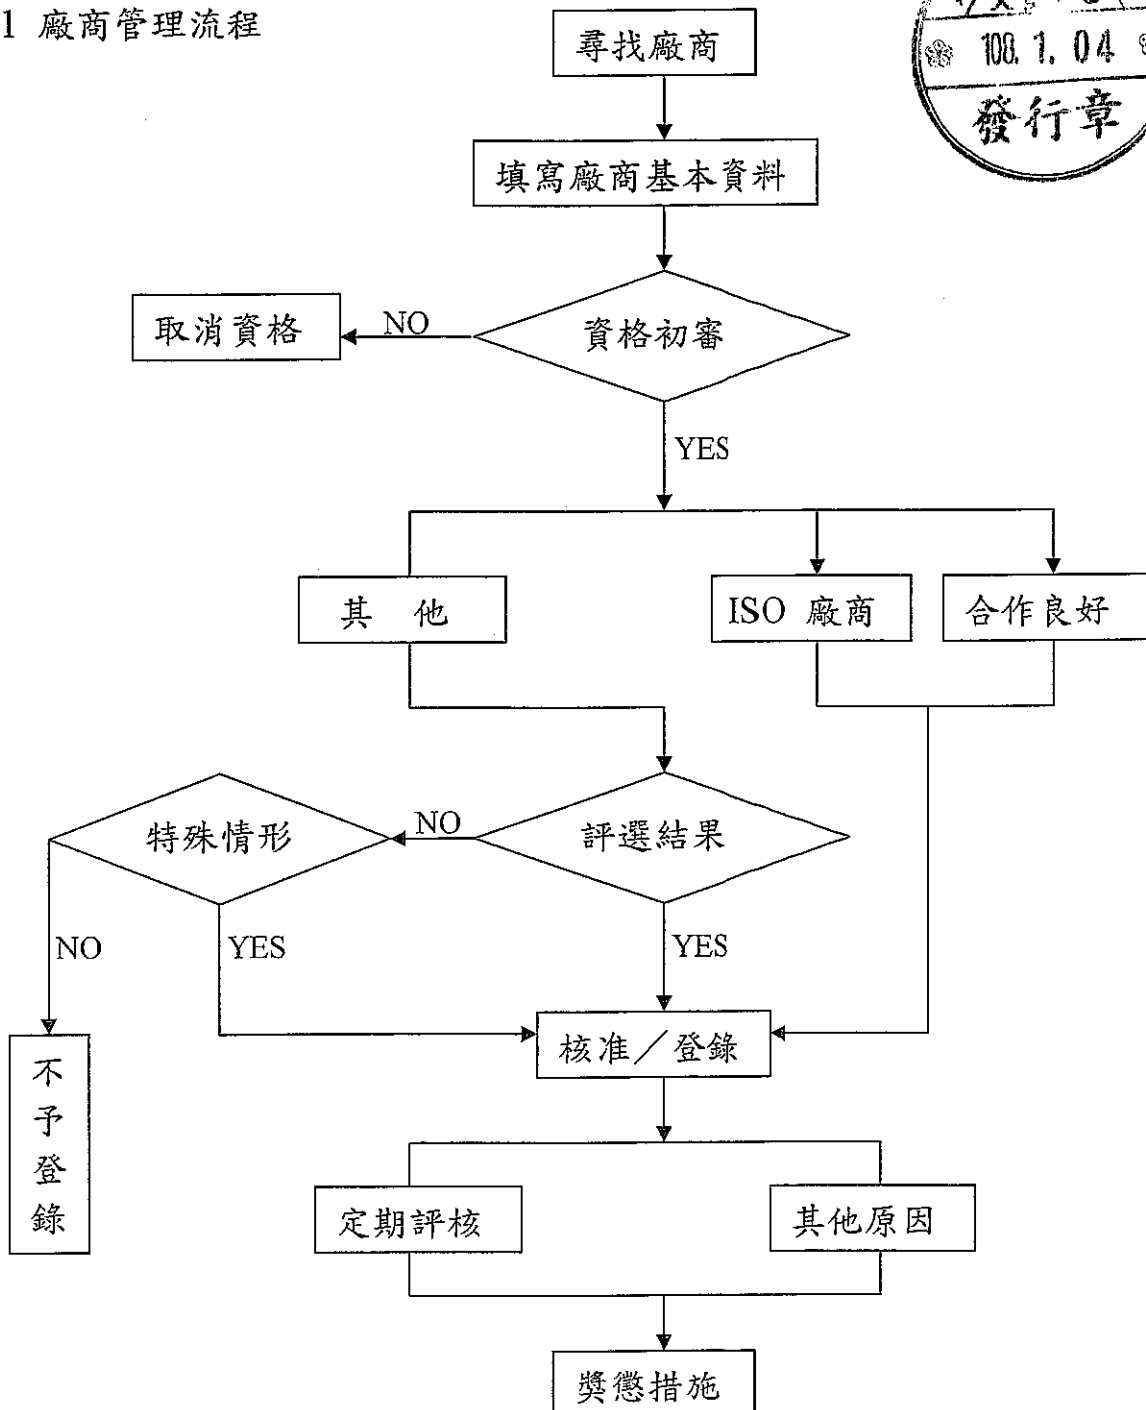 1 廠商管理流程
尋找廠商
108. 1. 04
發行章
填寫廠商基本資料
取消資格
NO
資格初審
YES
其 他
ISO 廠商
合作良好
特殊情形
NO
評選結果
NO
YES
YES
核准/登錄
不予登錄
定期評核
其他原因
獎懲措施